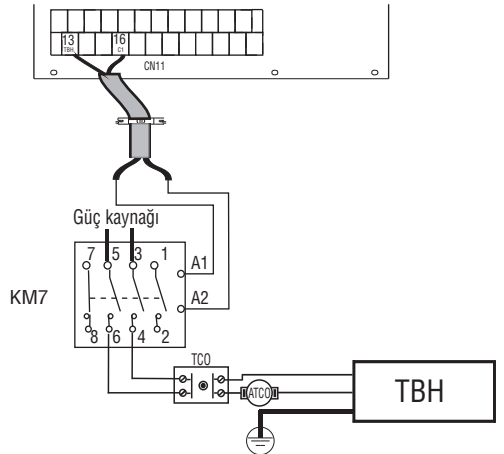 13 16
TBH C1
CN11
Güç kaynağı
7 5 3 1
A1
KM7
A2
8 6 4 2
TCO
ATCO
TBH